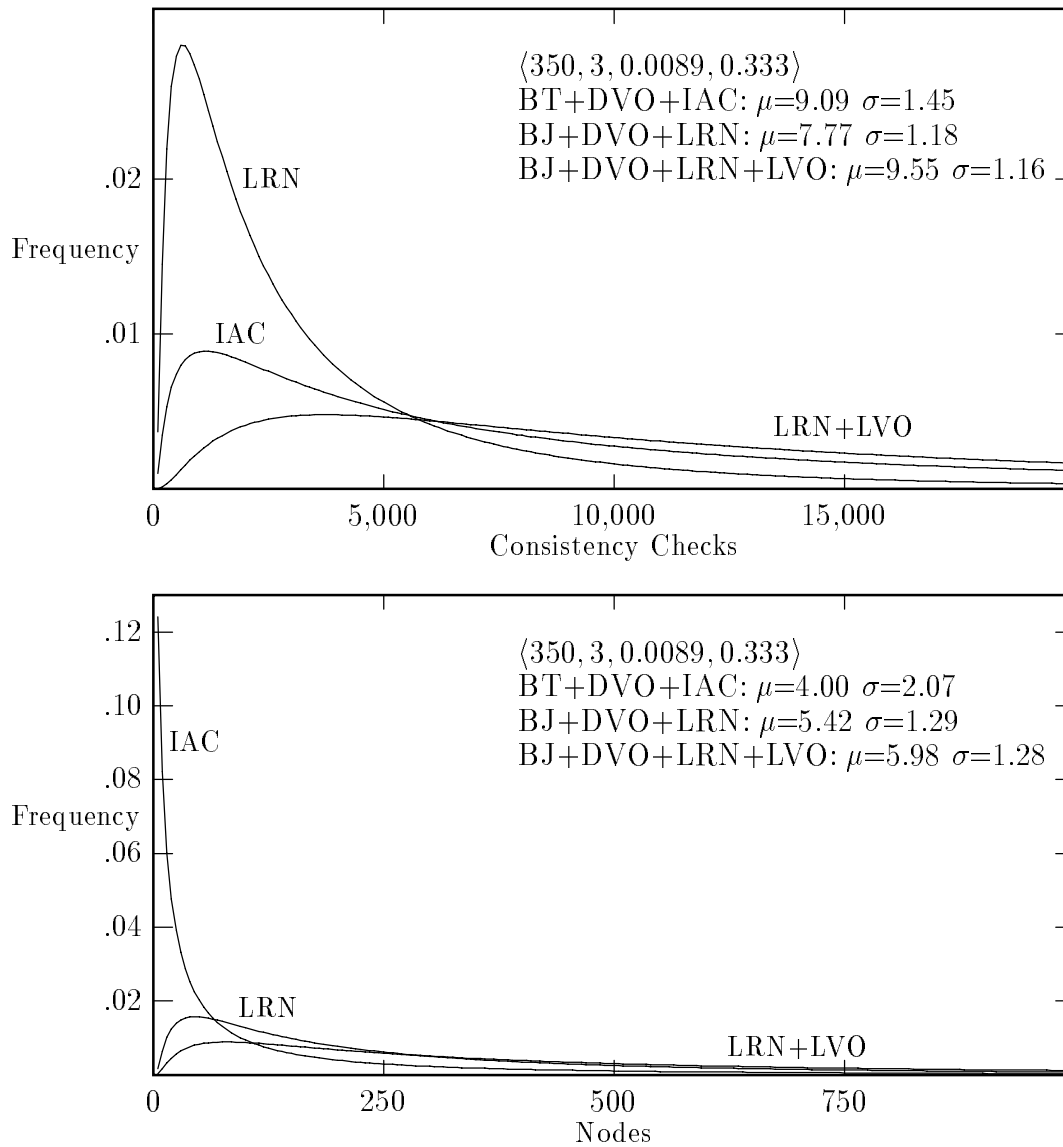 ⟨350, 3, 0.0089, 0.333⟩
BT+DVO+IAC: μ=9.09 σ=1.45
BJ+DVO+LRN: μ=7.77 σ=1.18
BJ+DVO+LRN+LVO: μ=9.55 σ=1.16
.02
LRN
Frequency
.01
IAC
LRN+LVO
0 5,000 10,000 15,000
Consistency Checks
.12
⟨350, 3, 0.0089, 0.333⟩
BT+DVO+IAC: μ=4.00 σ=2.07
.10
BJ+DVO+LRN: μ=5.42 σ=1.29
IAC
BJ+DVO+LRN+LVO: μ=5.98 σ=1.28
.08
Frequency
.06
.04
.02
LRN
LRN+LVO
0 250 500 750
Nodes